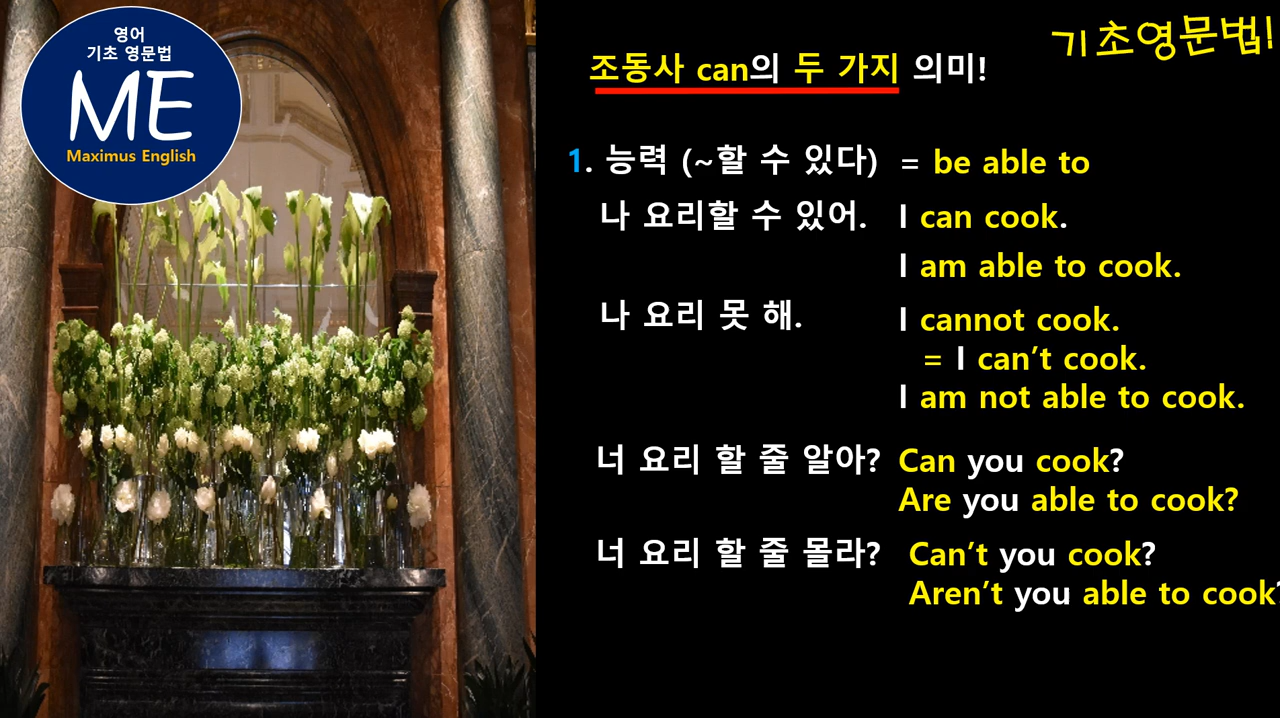 영어
기초 영문법
ME
Maximus English
기초영문법!
조동사 can의 두 가지 의미!
1. 능력 (~할 수 있다) = be able to
나 요리할 수 있어. I can cook.
I am able to cook.
나 요리 못 해. I cannot cook.
= I can’t cook.
I am not able to cook.
너 요리 할 줄 알아? Can you cook?
Are you able to cook?
너 요리 할 줄 몰라? Can’t you cook?
Aren’t you able to cook?